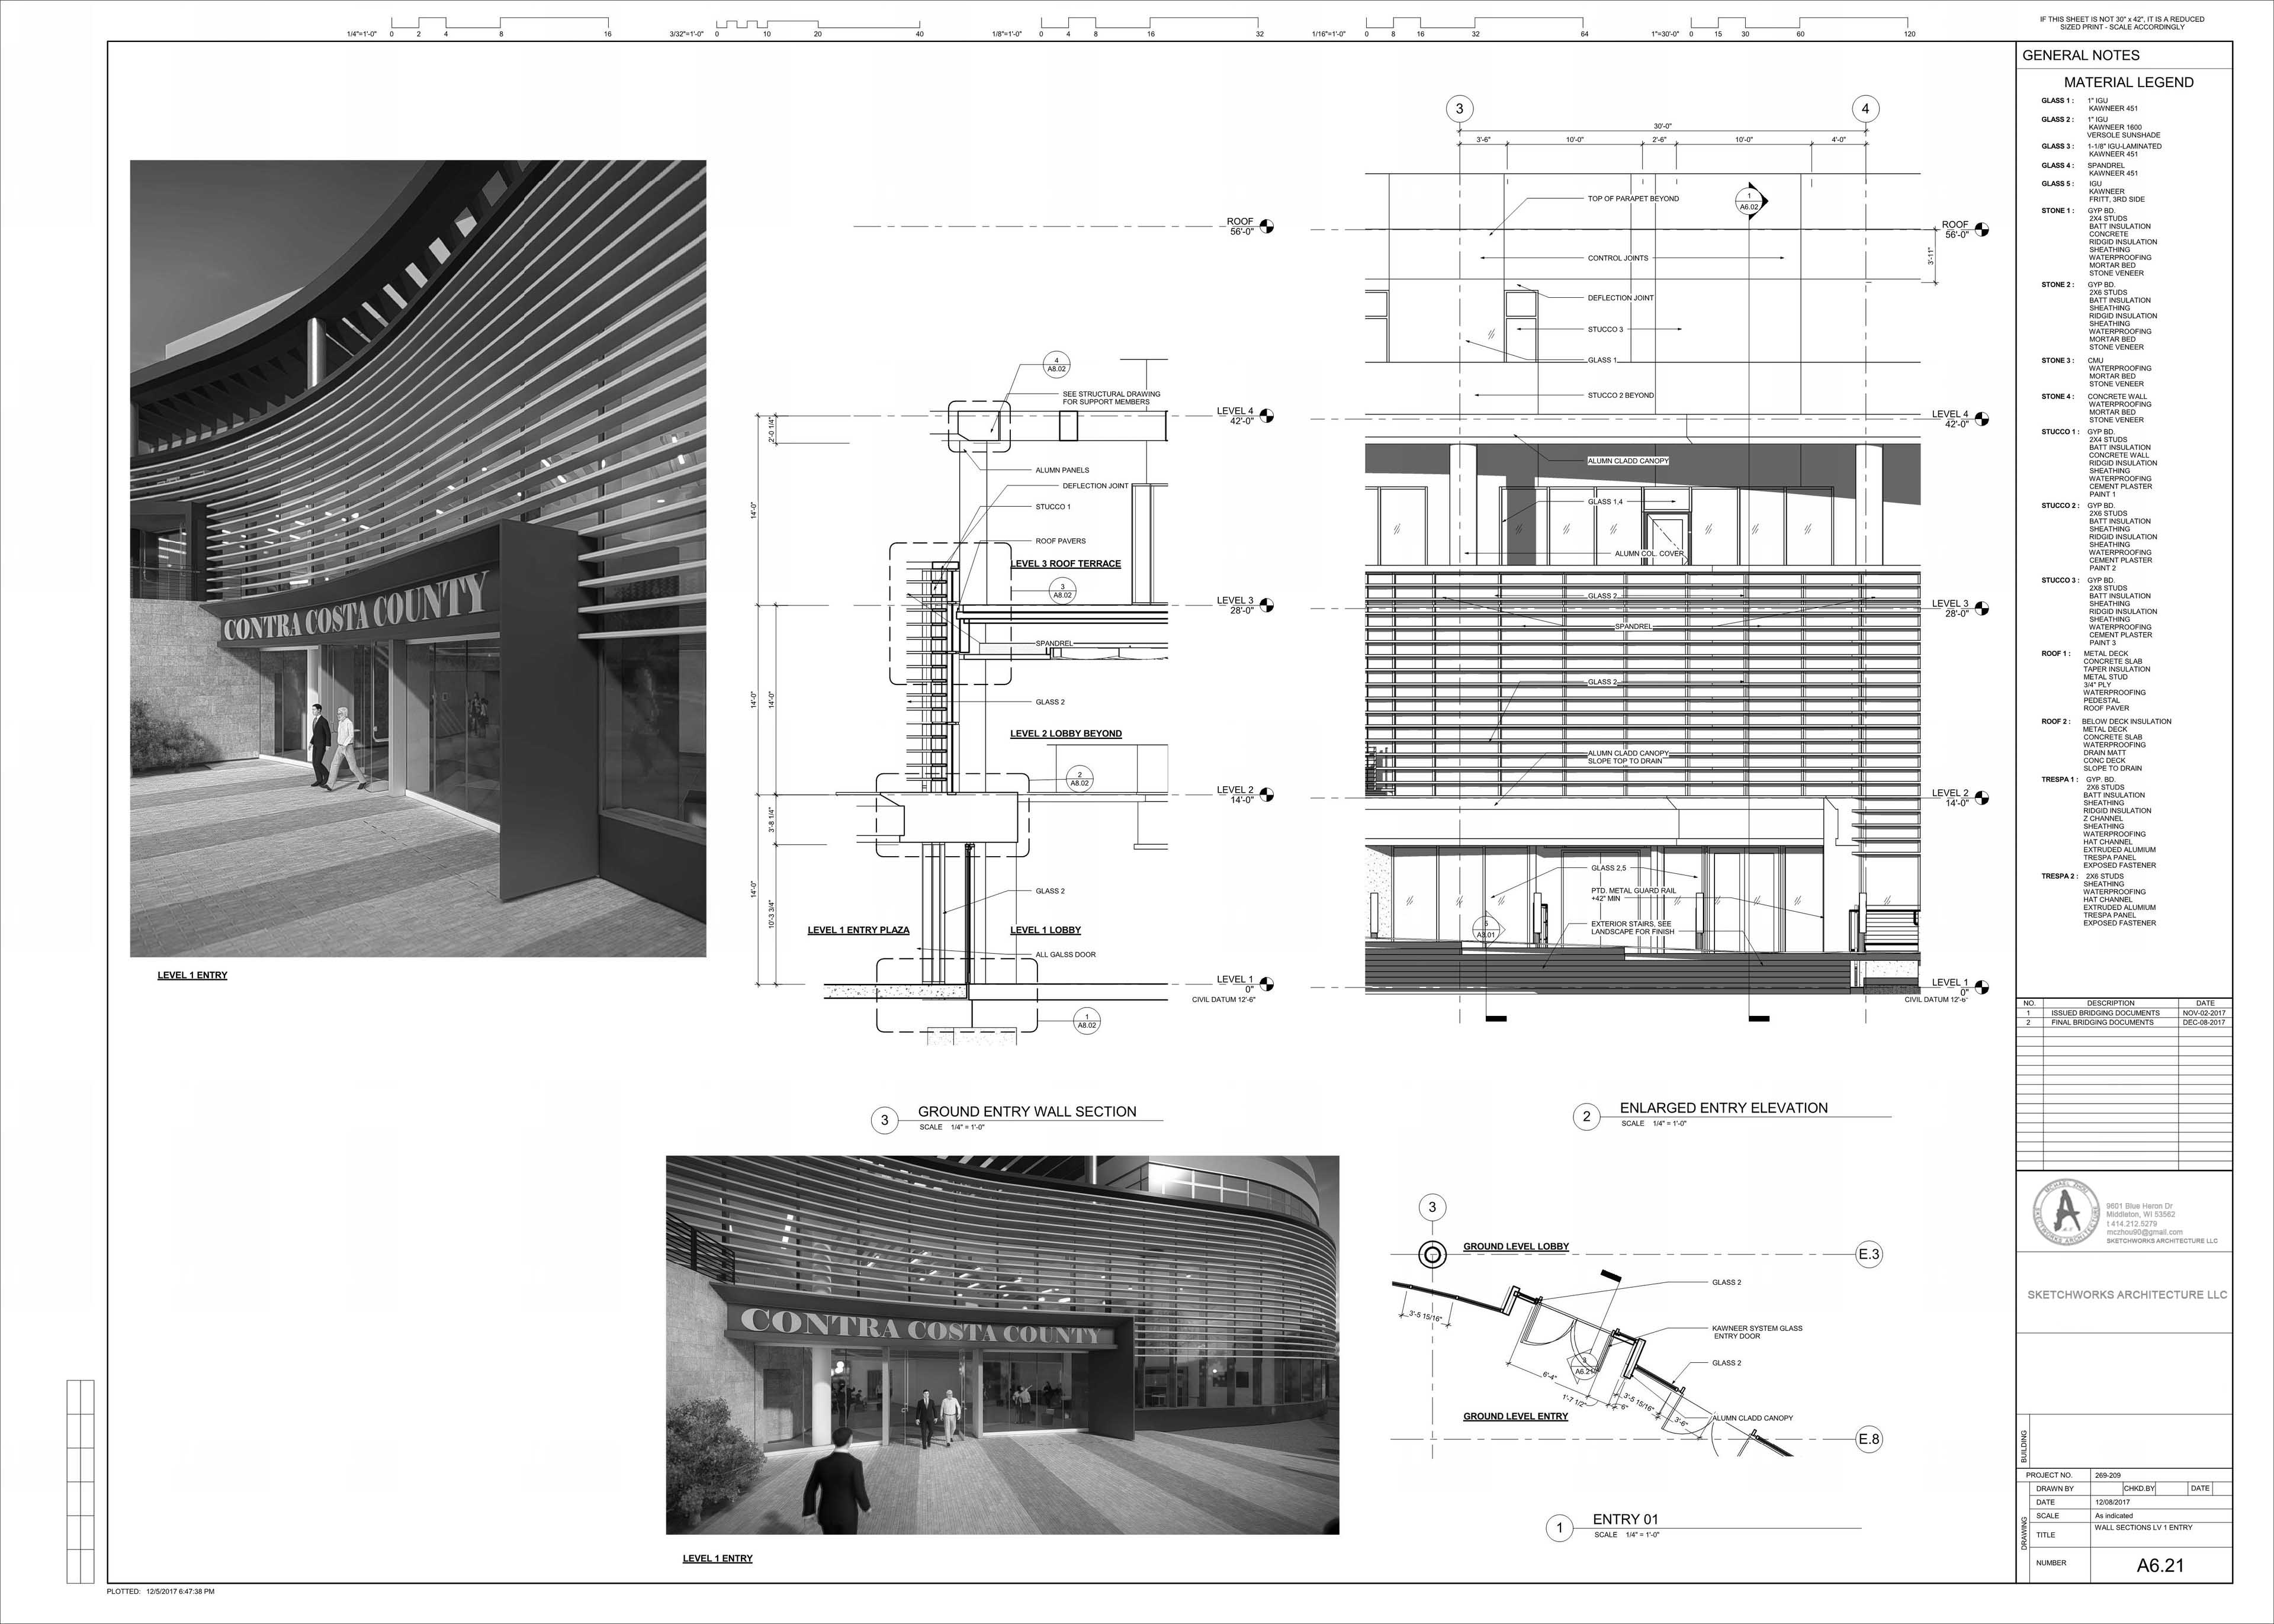 1/4"=1'-0" 0 2 4 8 16
3/32"=1'-0" 0 10 20 40
1/8"=1'-0" 0 4 8 16 32
1/16"=1'-0" 0 8 16 32 64
1"=30'-0" 0 15 30 60 120
IF THIS SHEET IS NOT 30" x 42", IT IS A REDUCED
SIZED PRINT - SCALE ACCORDINGLY
CONTRA COSTA COUNTY
LEVEL 1 ENTRY
ROOF
56'-0"
4
A8.02
SEE STRUCTURAL DRAWING
FOR SUPPORT MEMBERS
LEVEL 4
42'-0"
2'-0 1/4"
ALUMN PANELS
DEFLECTION JOINT
14'-0"
STUCCO 1
ROOF PAVERS
LEVEL 3 ROOF TERRACE
3
A8.02
LEVEL 3
28'-0"
SPANDREL
14'-0"
14'-0"
GLASS 2
LEVEL 2 LOBBY BEYOND
2
A8.02
LEVEL 2
14'-0"
3'-8 1/4"
14'-0"
GLASS 2
10'-3 3/4"
LEVEL 1 ENTRY PLAZA
LEVEL 1 LOBBY
ALL GALSS DOOR
LEVEL 1
0"
CIVIL DATUM 12'-6"
1
A8.02
3
GROUND ENTRY WALL SECTION
SCALE 1/4" = 1'-0"
3
4
30'-0"
3'-6"
10'-0"
2'-6"
10'-0"
4'-0"
1
A6.02
TOP OF PARAPET BEYOND
ROOF
56'-0"
3'-11"
CONTROL JOINTS
DEFLECTION JOINT
STUCCO 3
GLASS 1
STUCCO 2 BEYOND
LEVEL 4
42'-0"
ALUMN CLADD CANOPY
GLASS 1,4
ALUMN COL. COVER
GLASS 2
LEVEL 3
28'-0"
SPANDREL
GLASS 2
ALUMN CLADD CANOPY
SLOPE TOP TO DRAIN
LEVEL 2
14'-0"
GLASS 2,5
PTD. METAL GUARD RAIL
+42" MIN
5
A3.01
EXTERIOR STAIRS, SEE
LANDSCAPE FOR FINISH
LEVEL 1
0"
CIVIL DATUM 12'-6"
2
ENLARGED ENTRY ELEVATION
SCALE 1/4" = 1'-0"
CONTRA COSTA COUNTY
LEVEL 1 ENTRY
3
GROUND LEVEL LOBBY
E.3
GLASS 2
3'-5 15/16"
KAWNEER SYSTEM GLASS
ENTRY DOOR
3
A6.21
GLASS 2
6'-4"
1'-7 1/2"
6"
3'-5 15/16"
3'-6"
GROUND LEVEL ENTRY
ALUMN CLADD CANOPY
E.8
1
ENTRY 01
SCALE 1/4" = 1'-0"
GENERAL NOTES
MATERIAL LEGEND
GLASS 1 : 1" IGU
KAWNEER 451
GLASS 2 : 1" IGU
KAWNEER 1600
VERSOLE SUNSHADE
GLASS 3 : 1-1/8" IGU-LAMINATED
KAWNEER 451
GLASS 4 : SPANDREL
KAWNEER 451
GLASS 5 : IGU
KAWNEER
FRITT, 3RD SIDE
STONE 1 : GYP BD.
2X4 STUDS
BATT INSULATION
CONCRETE
RIDGID INSULATION
SHEATHING
WATERPROOFING
MORTAR BED
STONE VENEER
STONE 2 : GYP BD.
2X6 STUDS
BATT INSULATION
SHEATHING
RIDGID INSULATION
SHEATHING
WATERPROOFING
MORTAR BED
STONE VENEER
STONE 3 : CMU
WATERPROOFING
MORTAR BED
STONE VENEER
STONE 4 : CONCRETE WALL
WATERPROOFING
MORTAR BED
STONE VENEER
STUCCO 1 : GYP BD.
2X4 STUDS
BATT INSULATION
CONCRETE WALL
RIDGID INSULATION
SHEATHING
WATERPROOFING
CEMENT PLASTER
PAINT 1
STUCCO 2 : GYP BD.
2X6 STUDS
BATT INSULATION
SHEATHING
RIDGID INSULATION
SHEATHING
WATERPROOFING
CEMENT PLASTER
PAINT 2
STUCCO 3 : GYP BD.
2X8 STUDS
BATT INSULATION
SHEATHING
RIDGID INSULATION
SHEATHING
WATERPROOFING
CEMENT PLASTER
PAINT 3
ROOF 1 : METAL DECK
CONCRETE SLAB
TAPER INSULATION
METAL STUD
3/4" PLY
WATERPROOFING
PEDESTAL
ROOF PAVER
ROOF 2 : BELOW DECK INSULATION
METAL DECK
CONCRETE SLAB
WATERPROOFING
DRAIN MATT
CONC DECK
SLOPE TO DRAIN
TRESPA 1 : GYP. BD.
2X6 STUDS
BATT INSULATION
SHEATHING
RIDGID INSULATION
Z CHANNEL
SHEATHING
WATERPROOFING
HAT CHANNEL
EXTRUDED ALUMIUM
TRESPA PANEL
EXPOSED FASTENER
TRESPA 2 : 2X6 STUDS
SHEATHING
WATERPROOFING
HAT CHANNEL
EXTRUDED ALUMIUM
TRESPA PANEL
EXPOSED FASTENER
NO. DESCRIPTION DATE
1 ISSUED BRIDGING DOCUMENTS NOV-02-2017
2 FINAL BRIDGING DOCUMENTS DEC-08-2017
MICHAEL ZHOU
SKETCHWORKS ARCHITECTURE
9601 Blue Heron Dr
Middleton, WI 53562
t 414.212.5279
mczhou90@gmail.com
SKETCHWORKS ARCHITECTURE LLC
SKETCHWORKS ARCHITECTURE LLC
BUILDING
PROJECT NO. 269-209
DRAWN BY CHKD.BY DATE
DATE 12/08/2017
SCALE As indicated
TITLE WALL SECTIONS LV 1 ENTRY
DRAWING
NUMBER A6.21
PLOTTED: 12/5/2017 6:47:38 PM